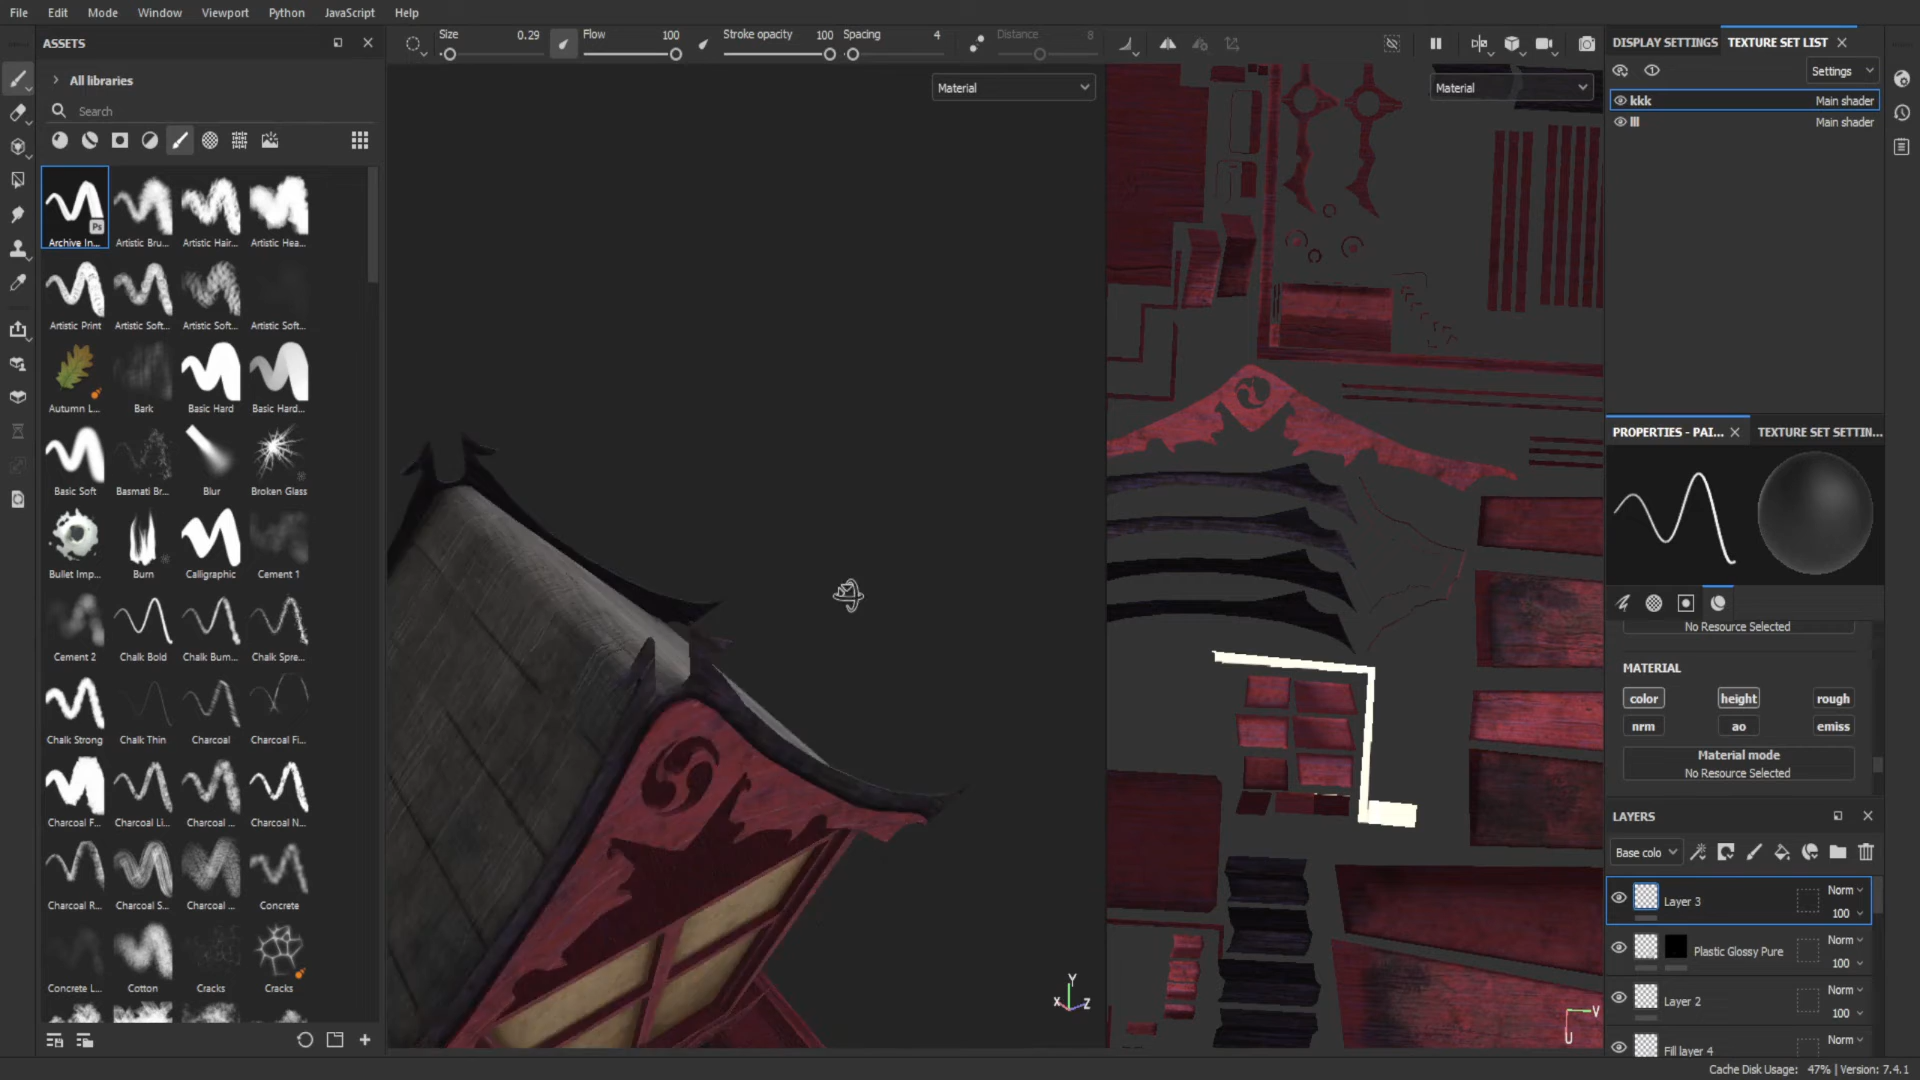 File Edit Mode Window Viewport Python JavaScript Help
ASSETS
All libraries
Search
Archive In...
Artistic Bru...
Artistic Hair...
Artistic Hea...
Artistic Print
Artistic Soft...
Artistic Soft...
Artistic Soft...
Autumn L...
Bark
Basic Hard
Basic Hard...
Basic Soft
Basmati Br...
Blur
Broken Glass
Bullet Imp...
Burn
Calligraphic
Cement 1
Cement 2
Chalk Bold
Chalk Bum...
Chalk Spre...
Chalk Strong
Chalk Thin
Charcoal
Charcoal Fi...
Charcoal F...
Charcoal Li...
Charcoal ...
Charcoal N...
Charcoal R...
Charcoal S...
Charcoal ...
Concrete
Concrete L...
Cotton
Cracks
Cracks
Ps
Size 0.29
Flow 100
Stroke opacity 100
Spacing 4
Distance 8
Material
Material
Y
X
Z
V
U
DISPLAY SETTINGS
TEXTURE SET LIST
Settings
kkk Main shader
lll Main shader
PROPERTIES - PAI...
TEXTURE SET SETTIN...
No Resource Selected
MATERIAL
color height rough
nrm ao emiss
Material mode
No Resource Selected
LAYERS
Base colo
Layer 3 Norm
100
Plastic Glossy Pure Norm
100
Layer 2 Norm
100
Fill layer 4 Norm
Cache Disk Usage: 47% | Version: 7.4.1